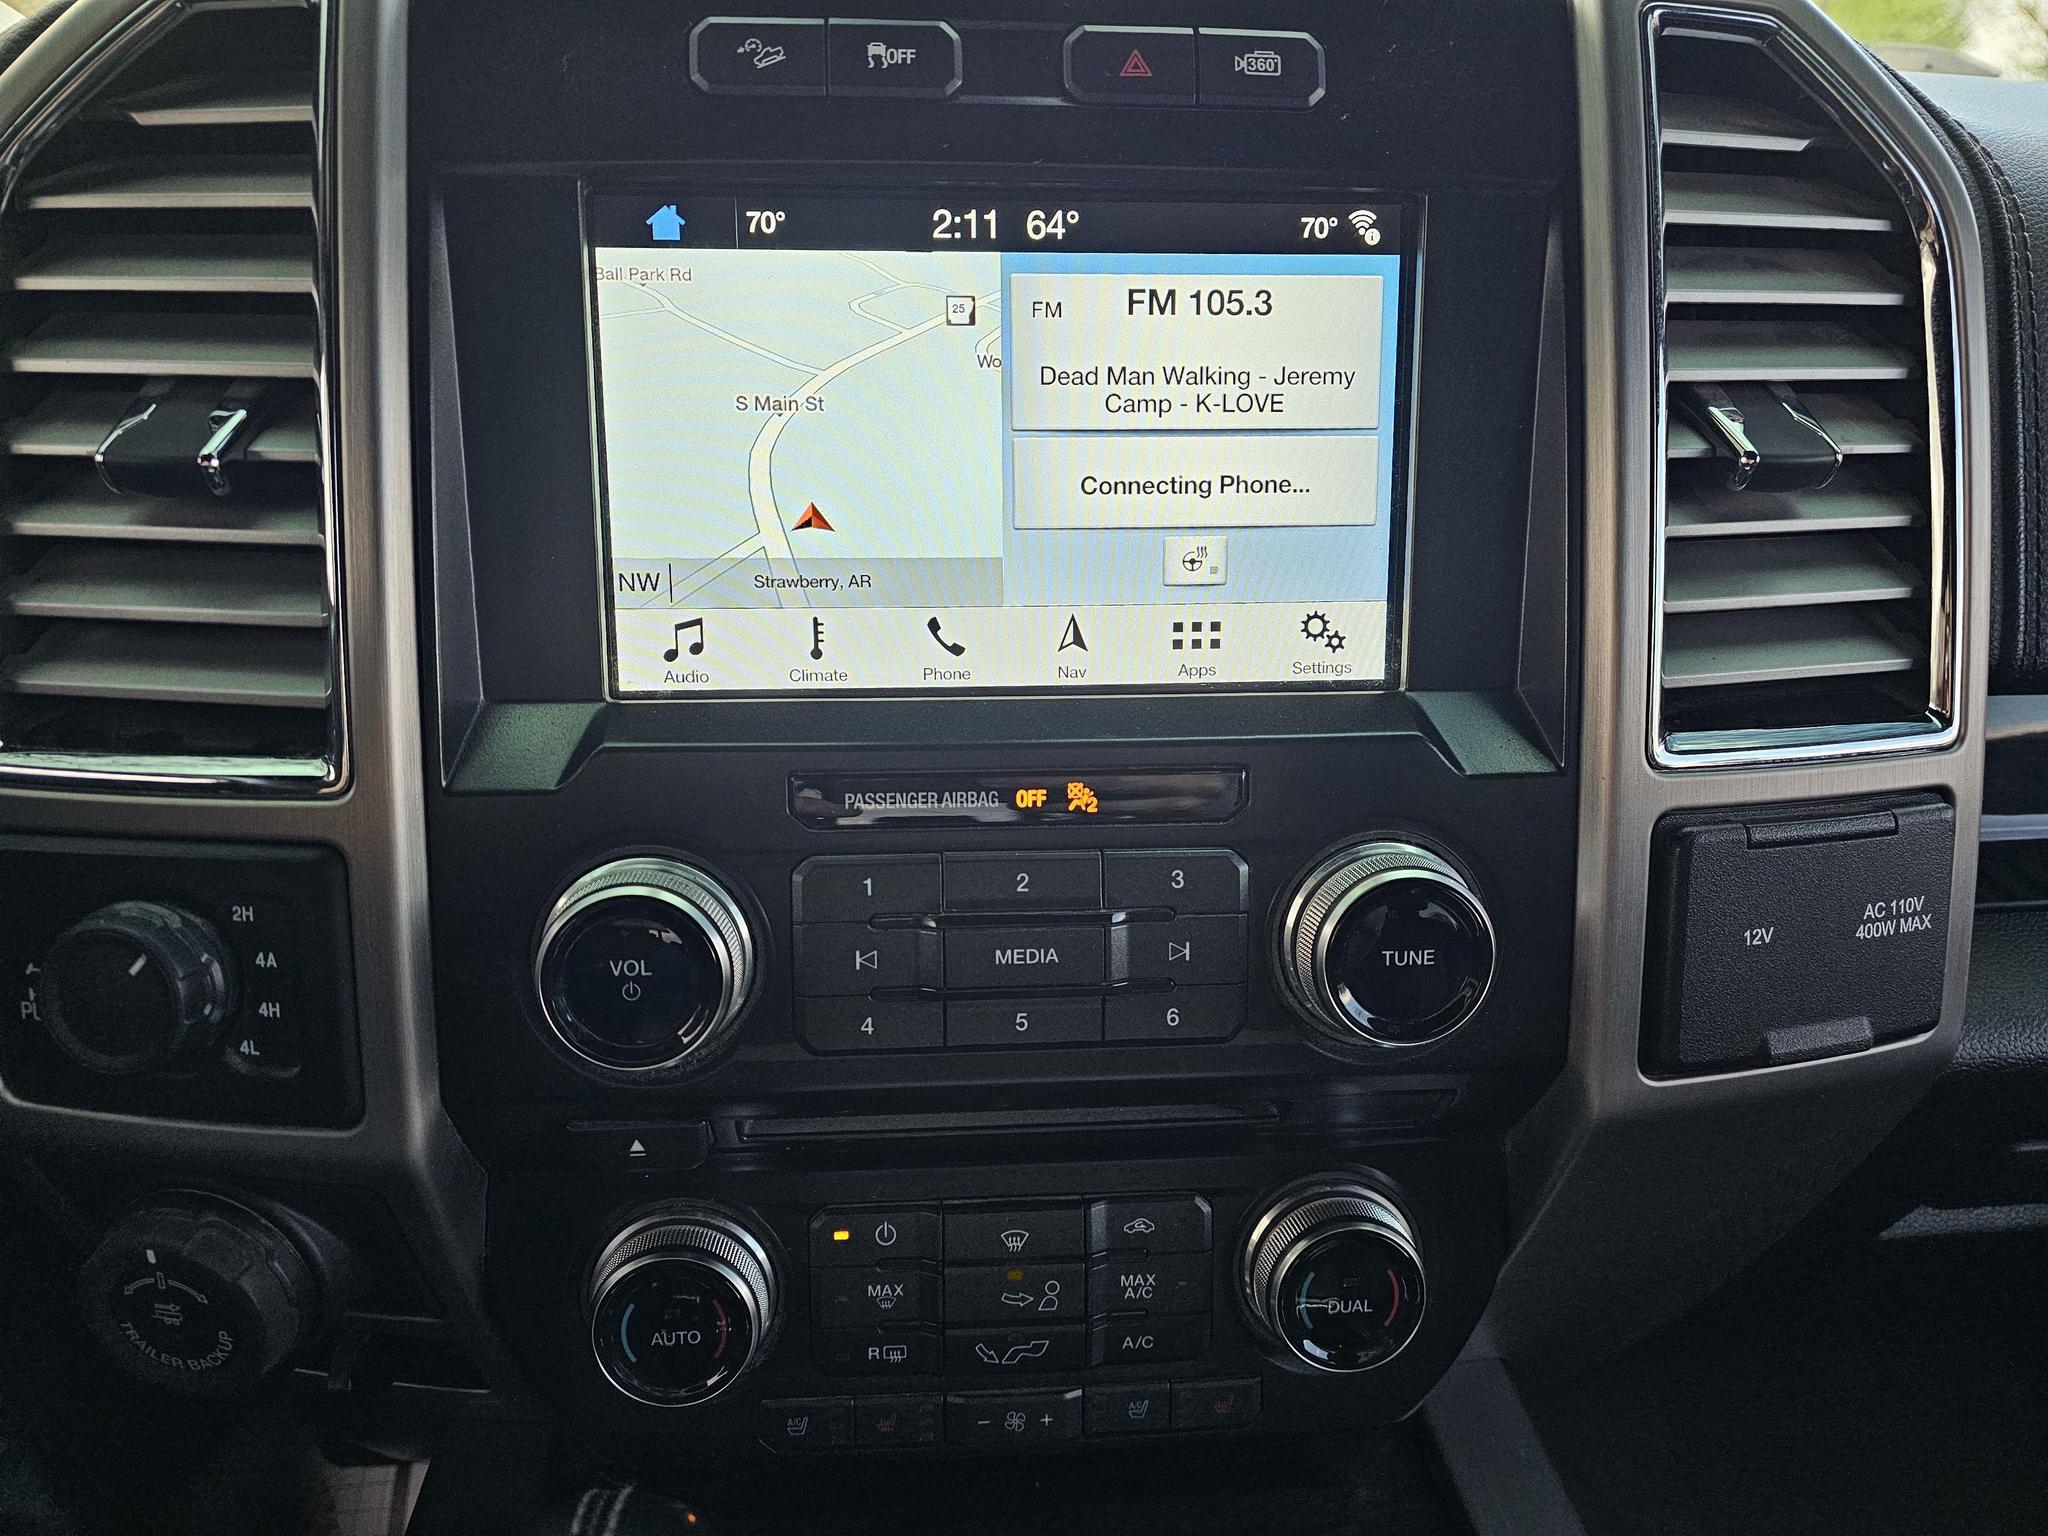 OFF
360°
70° 2:11 64° 70°
Ball Park Rd
25
Wo
S Main St
NW
Strawberry, AR
FM FM 105.3
Dead Man Walking - Jeremy
Camp - K-LOVE
Connecting Phone...
Audio Climate Phone Nav Apps Settings
PASSENGER AIRBAG OFF 2
1 2 3
VOL
MEDIA
TUNE
4 5 6
2H
4A
4H
4L
12V
AC 110V
400W MAX
TRAILER BACKUP
AUTO
MAX
R
MAX
A/C
A/C
DUAL
A/C
- +
A/C